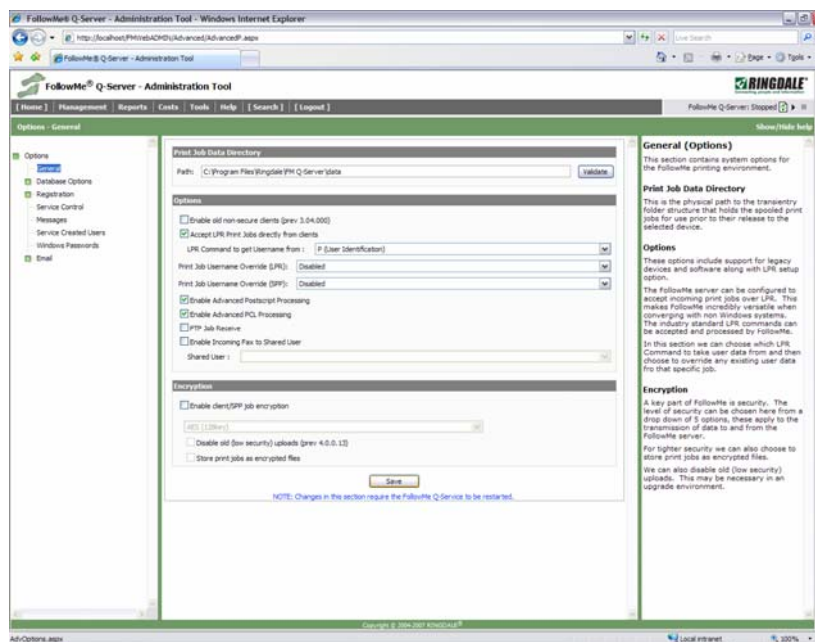 FollowMe® Q-Server - Administration Tool - Windows Internet Explorer
http://localhost/FMWebADMIN/Advanced/AdvancedP.aspx
Live Search
FollowMe® Q-Server - Administration Tool
Page
Tools
FollowMe® Q-Server - Administration Tool
RINGDALE®
[ Home ] Management Reports Costs Tools Help [ Search ] [ Logout ]
FollowMe Q-Server: Stopped
Options - General
Show/Hide help
Options
General
Database Options
Registration
Service Control
Messages
Service Created Users
Windows Passwords
Email
Print Job Data Directory
Path: C:\Program Files\Ringdale\FM Q-Server\data
Validate
Options
Enable old non-secure clients (prev 3.04.000)
Accept LPR Print Jobs directly from clients
LPR Command to get Username from : P (User Identification)
Print Job Username Override (LPR): Disabled
Print Job Username Override (SPP): Disabled
Enable Advanced Postscript Processing
Enable Advanced PCL Processing
FTP Job Receive
Enable Incoming Fax to Shared User
Shared User :
Encryption
Enable client/SPP job encryption
AES (128bit)
Disable old (low security) uploads (prev 4.0.0.13)
Store print jobs as encrypted files
Save
NOTE: Changes in this section require the FollowMe Q-Service to be restarted.
General (Options)
This section contains system options for
the FollowMe printing environment.
Print Job Data Directory
This is the physical path to the transientry
folder structure that holds the spooled print
jobs for use prior to their release to the
selected device.
Options
These options include support for legacy
devices and software along with LPR setup
option.
The FollowMe server can be configured to
accept incoming print jobs over LPR. This
makes FollowMe incredibly versatile when
converging with non Windows systems.
The industry standard LPR commands can
be accepted and processed by FollowMe.
In this section we can choose which LPR
Command to take user data from and then
choose to override any existing user data
fro that specific job.
Encryption
A key part of FollowMe is security. The
level of security can be chosen here from a
drop down of 5 options, these apply to the
transmission of data to and from the
FollowMe server.
For tighter security we can also choose to
store print jobs as encrypted files.
We can also disable old (low security)
uploads. This may be necessary in an
upgrade environment.
Copyright © 2004-2007 RINGDALE®
AdvOptions.aspx
Local intranet
100%